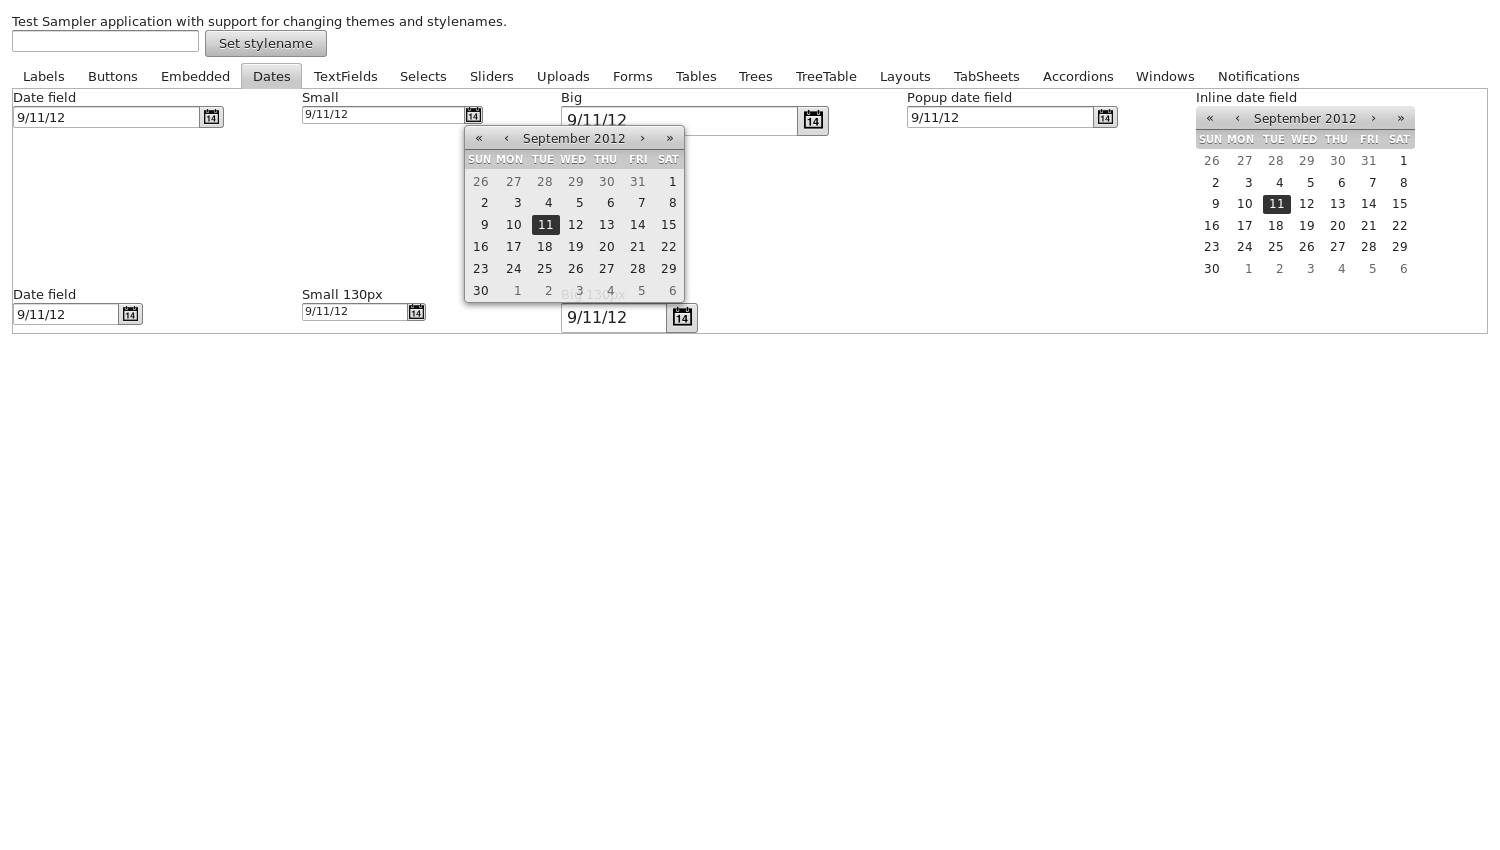 Test Sampler application with support for changing themes and stylenames.
Set stylename
Labels Buttons Embedded Dates TextFields Selects Sliders Uploads Forms Tables Trees TreeTable Layouts TabSheets Accordions Windows Notifications
Date field Small Big Popup date field Inline date field
9/11/12 14 9/11/12 14 9/11/12 14 9/11/12 14
« ‹ September 2012 › »
SUN MON TUE WED THU FRI SAT
26 27 28 29 30 31 1
2 3 4 5 6 7 8
9 10 11 12 13 14 15
16 17 18 19 20 21 22
23 24 25 26 27 28 29
30 1 2 3 4 5 6
« ‹ September 2012 › »
SUN MON TUE WED THU FRI SAT
26 27 28 29 30 31 1
2 3 4 5 6 7 8
9 10 11 12 13 14 15
16 17 18 19 20 21 22
23 24 25 26 27 28 29
30 1 2 3 4 5 6
Date field Small 130px Big 130px
9/11/12 14 9/11/12 14 9/11/12 14